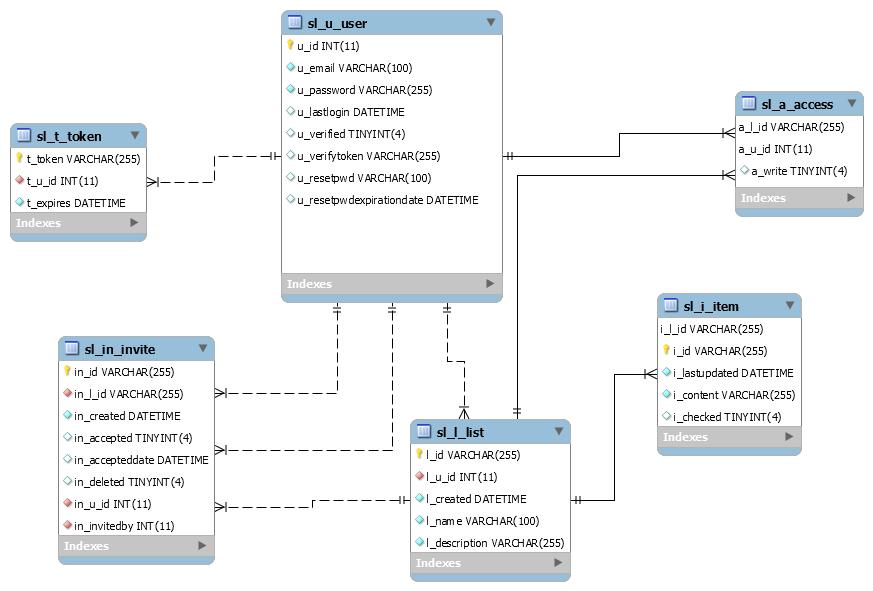 sl_u_user
u_id INT(11)
u_email VARCHAR(100)
u_password VARCHAR(255)
u_lastlogin DATETIME
u_verified TINYINT(4)
u_verifytoken VARCHAR(255)
u_resetpwd VARCHAR(100)
u_resetpwdexpirationdate DATETIME
Indexes
sl_a_access
a_l_id VARCHAR(255)
a_u_id INT(11)
a_write TINYINT(4)
Indexes
sl_t_token
t_token VARCHAR(255)
t_u_id INT(11)
t_expires DATETIME
Indexes
sl_i_item
i_l_id VARCHAR(255)
i_id VARCHAR(255)
i_lastupdated DATETIME
i_content VARCHAR(255)
i_checked TINYINT(4)
Indexes
sl_in_invite
in_id VARCHAR(255)
in_l_id VARCHAR(255)
in_created DATETIME
in_accepted TINYINT(4)
in_accepteddate DATETIME
in_deleted TINYINT(4)
in_u_id INT(11)
in_invitedby INT(11)
Indexes
sl_l_list
l_id VARCHAR(255)
l_u_id INT(11)
l_created DATETIME
l_name VARCHAR(100)
l_description VARCHAR(255)
Indexes